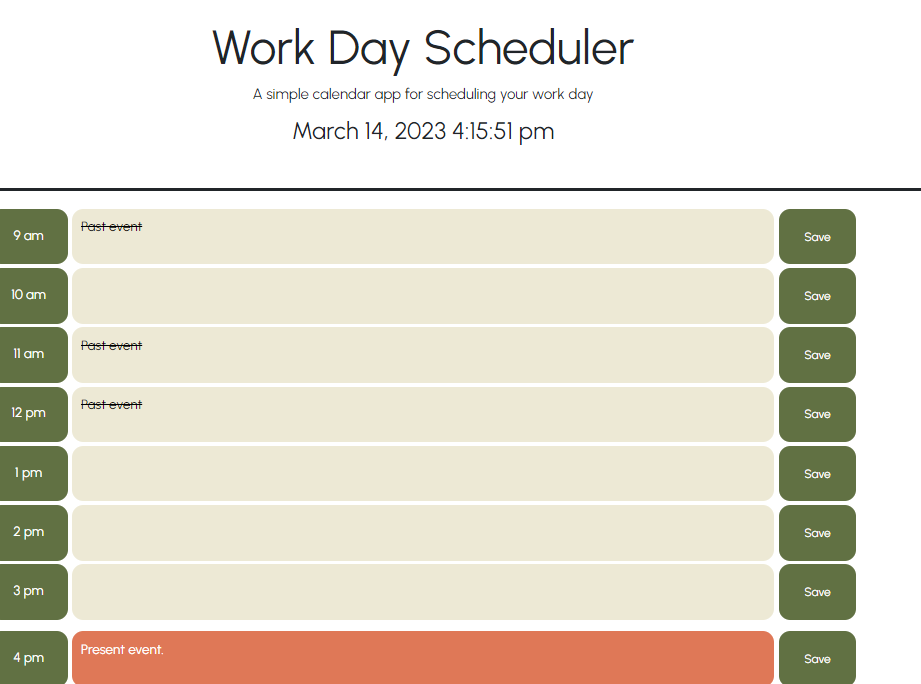 Work Day Scheduler
A simple calendar app for scheduling your work day
March 14, 2023 4:15:51 pm
9 am Past event Save
10 am Save
11 am Past event Save
12 pm Past event Save
1 pm Save
2 pm Save
3 pm Save
4 pm Present event. Save